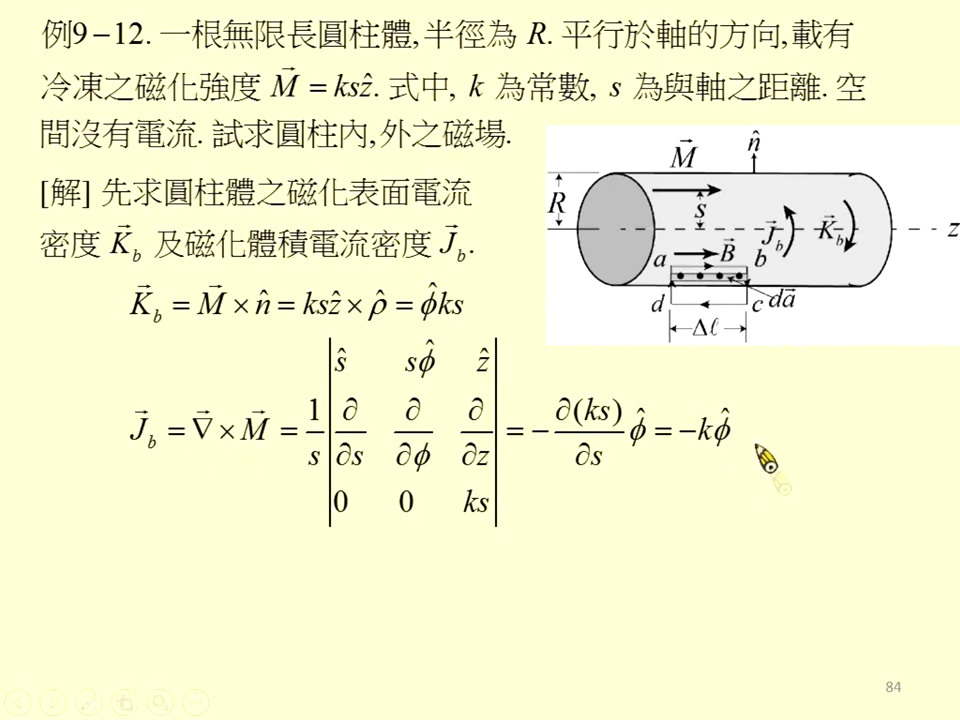 例9－12. 一根無限長圓柱體, 半徑為 R. 平行於軸的方向, 載有
冷凍之磁化強度 M⃗ = ksẑ. 式中, k 為常數, s 為與軸之距離. 空
間沒有電流. 試求圓柱內, 外之磁場.
[解] 先求圓柱體之磁化表面電流
密度 K⃗_b 及磁化體積電流密度 J⃗_b.
K⃗_b = M⃗ × n̂ = ksẑ × ρ̂ = φ̂ks
J⃗_b = ∇⃗ × M⃗ = 1/s | ŝ sφ̂ ẑ ; ∂/∂s ∂/∂φ ∂/∂z ; 0 0 ks | = −∂(ks)/∂s φ̂ = −kφ̂
M⃗ n̂
R s J⃗_b K⃗_b z
a B⃗ b
d c da⃗
Δℓ
84